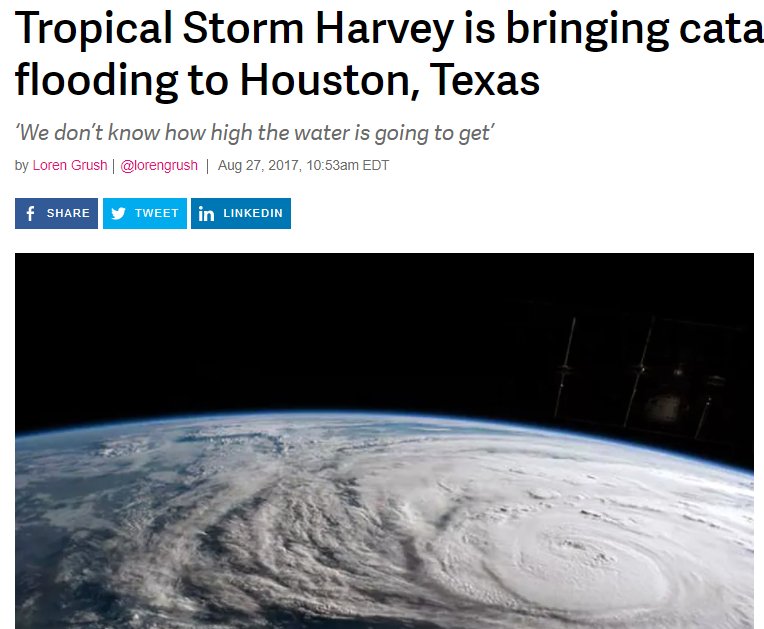 Tropical Storm Harvey is bringing cata
flooding to Houston, Texas
‘We don’t know how high the water is going to get’
by Loren Grush | @lorengrush | Aug 27, 2017, 10:53am EDT
SHARE TWEET LINKEDIN